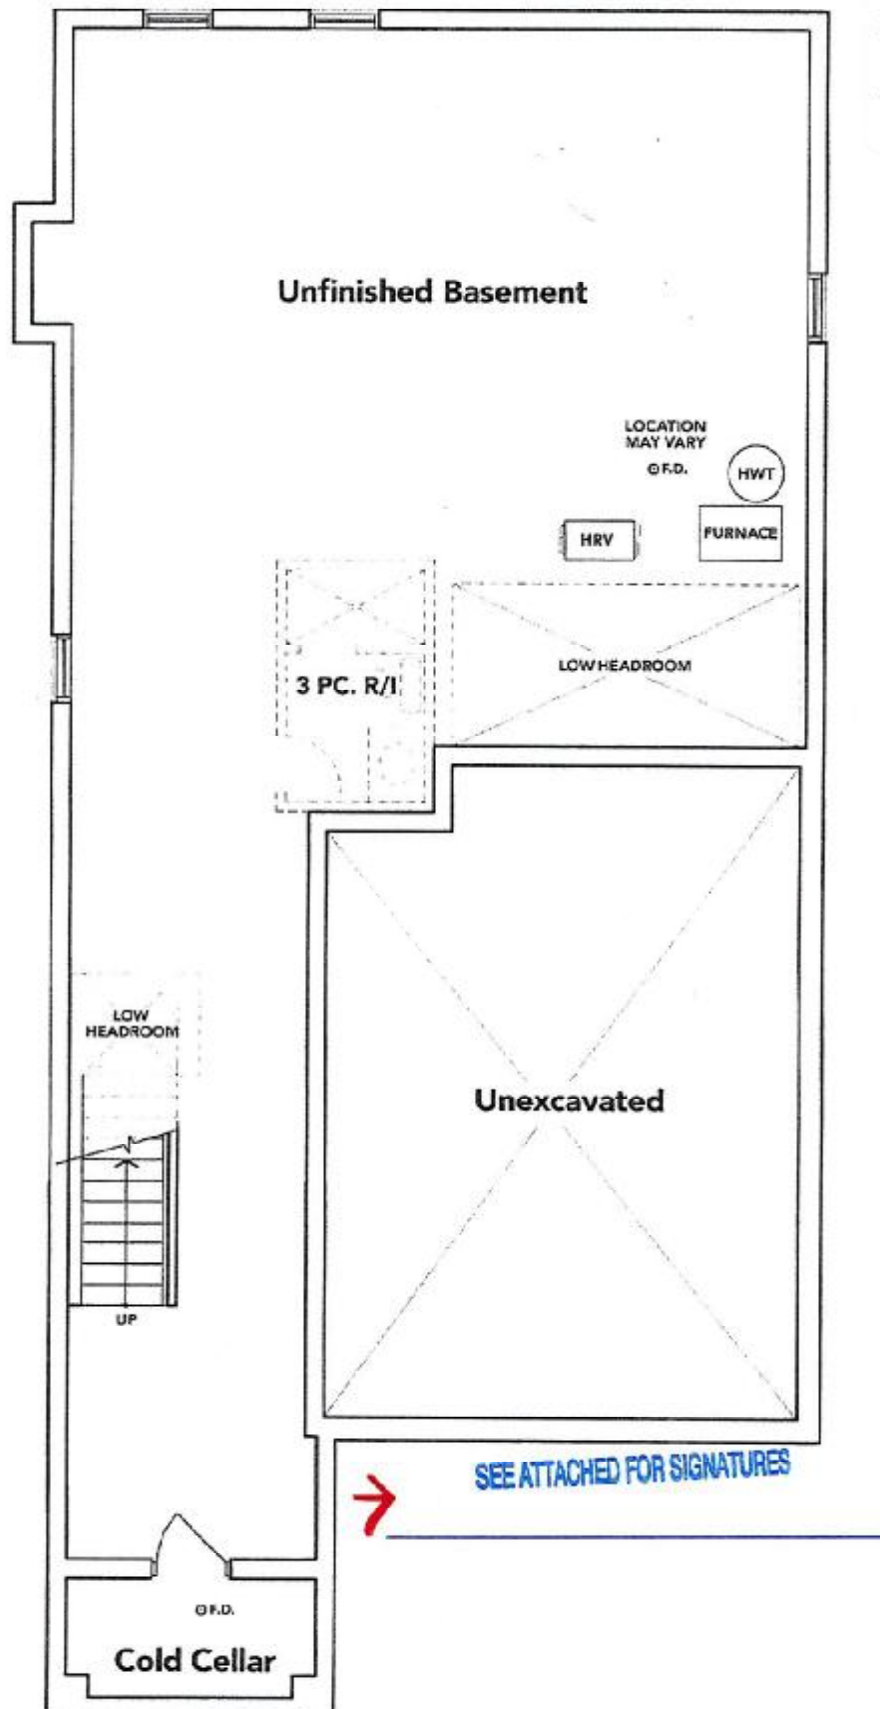 Unfinished Basement
LOCATION
MAY VARY
F.D.
HWT
HRV
FURNACE
3 PC. R/I
LOW HEADROOM
LOW
HEADROOM
Unexcavated
UP
SEE ATTACHED FOR SIGNATURES
F.D.
Cold Cellar